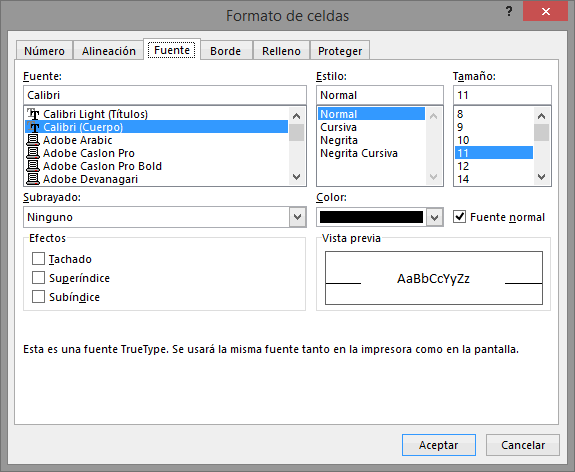 Formato de celdas
? ×
Número Alineación Fuente Borde Relleno Proteger
Fuente: Estilo: Tamaño:
Calibri Normal 11
Calibri Light (Títulos) Normal 8
Calibri (Cuerpo) Cursiva 9
Adobe Arabic Negrita 10
Adobe Caslon Pro Negrita Cursiva 11
Adobe Caslon Pro Bold 12
Adobe Devanagari 14
Subrayado: Color:
Ninguno Fuente normal
Efectos Vista previa
Tachado
Superíndice AaBbCcYyZz
Subíndice
Esta es una fuente TrueType. Se usará la misma fuente tanto en la impresora como en la pantalla.
Aceptar Cancelar